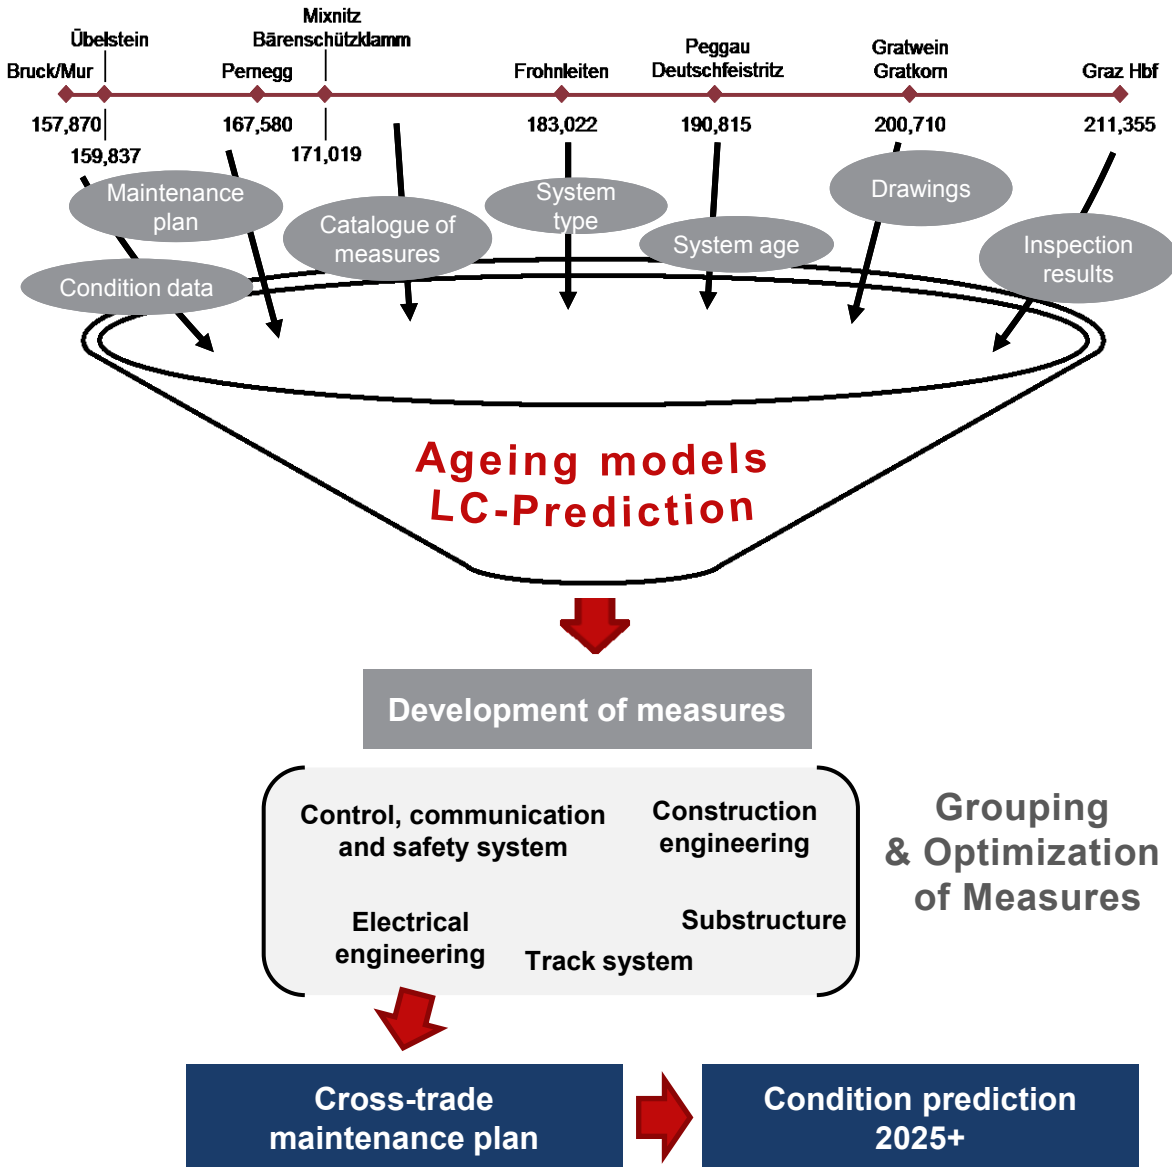 Mixnitz
Übelstein
Bärenschützklamm
Bruck/Mur
Pernegg
Frohnleiten
Peggau
Deutschfeistritz
Gratwein
Gratkorn
Graz Hbf
157,870
159,837
167,580
171,019
183,022
190,815
200,710
211,355
Maintenance
plan
Condition data
Catalogue of
measures
System
type
System age
Drawings
Inspection
results
Ageing models
LC-Prediction
Development of measures
Control, communication
and safety system
Construction
engineering
Electrical
engineering
Track system
Substructure
Grouping
& Optimization
of Measures
Cross-trade
maintenance plan
Condition prediction
2025+